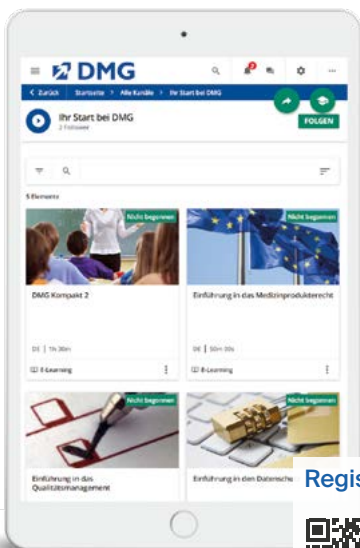 DMG
2
< Zurück Startseite > Alle Kanäle > Ihr Start bei DMG
Ihr Start bei DMG
2 Follower
FOLGEN
5 Elemente
Nicht begonnen
Nicht begonnen
DMG Kompakt 2
Einführung in das Medizinprodukterecht
DE | 1h 30m
DE | 50m 00s
E-Learning
E-Learning
Nicht begonnen
Nicht begonnen
Einführung in das
Qualitätsmanagement
Einführung in den Datenschu
Regis